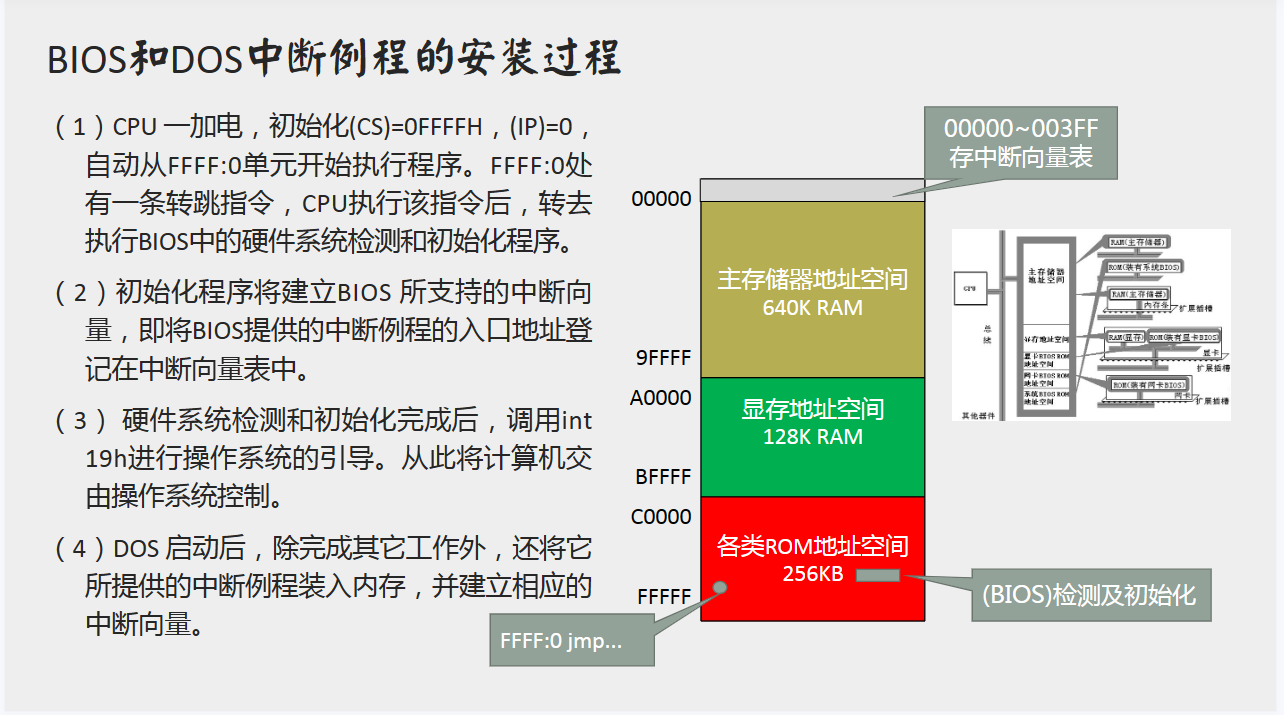 BIOS和DOS中断例程的安装过程
（1）CPU 一加电，初始化(CS)=0FFFFH，(IP)=0，
自动从FFFF:0单元开始执行程序。FFFF:0处
有一条转跳指令，CPU执行该指令后，转去
执行BIOS中的硬件系统检测和初始化程序。
（2）初始化程序将建立BIOS 所支持的中断向
量，即将BIOS提供的中断例程的入口地址登
记在中断向量表中。
（3） 硬件系统检测和初始化完成后，调用int
19h进行操作系统的引导。从此将计算机交
由操作系统控制。
（4）DOS 启动后，除完成其它工作外，还将它
所提供的中断例程装入内存，并建立相应的
中断向量。
00000~003FF
存中断向量表
00000
主存储器地址空间
640K RAM
9FFFF
A0000
显存地址空间
128K RAM
BFFFF
C0000
各类ROM地址空间
256KB
FFFFF
(BIOS)检测及初始化
FFFF:0 jmp...
CPU
总
线
其他器件
主存储器
地址空间
显存地址空间
显卡BIOS ROM
地址空间
网卡BIOS ROM
地址空间
系统BIOS ROM
地址空间
RAM(主存储器)
ROM(装有系统BIOS)
RAM(主存储器)
内存条
扩展插槽
RAM(显存)
ROM(装有显卡BIOS)
显卡
扩展插槽
ROM(装有网卡BIOS)
网卡
扩展插槽